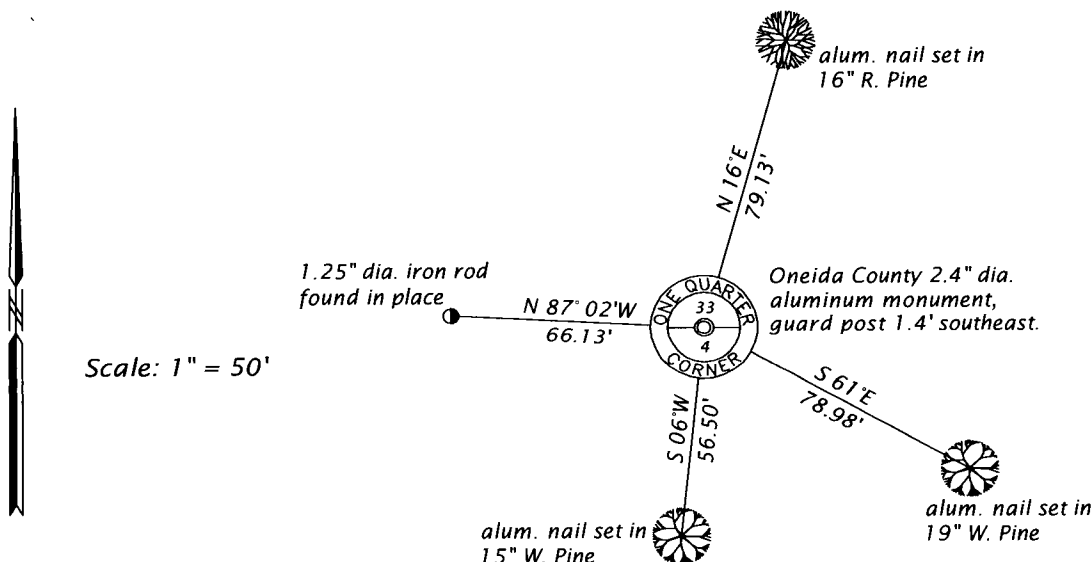 alum. nail set in
16" R. Pine
N 16°E
79.13'
1.25" dia. iron rod
found in place
N 87° 02'W
66.13'
ONE QUARTER
33
4
CORNER
Oneida County 2.4" dia.
aluminum monument,
guard post 1.4' southeast.
Scale: 1" = 50'
S 61°E
78.98'
S 06°W
56.50'
alum. nail set in
19" W. Pine
alum. nail set in
15" W. Pine